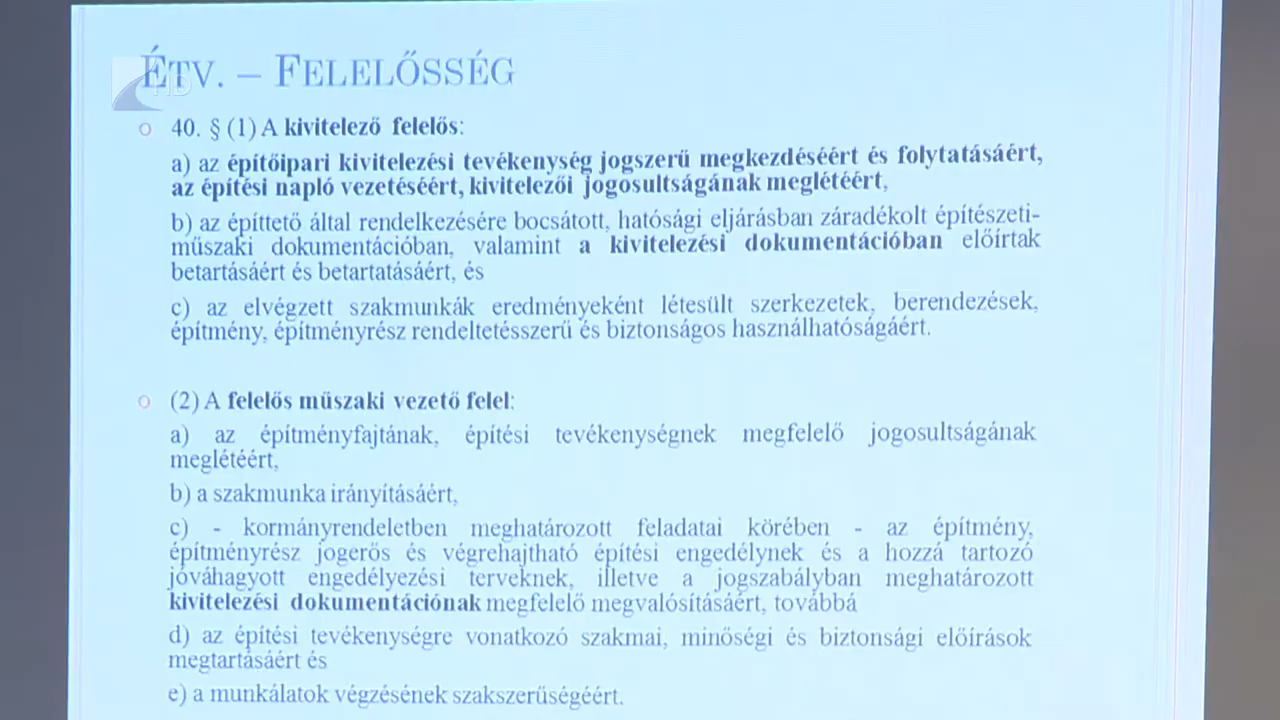 ÉTV. – FELELŐSSÉG
HD
o 40. § (1) A kivitelező felelős:
a) az építőipari kivitelezési tevékenység jogszerű megkezdéséért és folytatásáért,
az építési napló vezetéséért, kivitelezői jogosultságának meglétéért,
b) az építtető által rendelkezésére bocsátott, hatósági eljárásban záradékolt építészeti-
műszaki dokumentációban, valamint a kivitelezési dokumentációban előírtak
betartásáért és betartatásáért, és
c) az elvégzett szakmunkák eredményeként létesült szerkezetek, berendezések,
építmény, építményrész rendeltetésszerű és biztonságos használhatóságáért.
o (2) A felelős műszaki vezető felel:
a) az építményfajtának, építési tevékenységnek megfelelő jogosultságának
meglétéért,
b) a szakmunka irányításáért,
c) - kormányrendeletben meghatározott feladatai körében - az építmény,
építményrész jogerős és végrehajtható építési engedélynek és a hozzá tartozó
jóváhagyott engedélyezési terveknek, illetve a jogszabályban meghatározott
kivitelezési dokumentációnak megfelelő megvalósításáért, továbbá
d) az építési tevékenységre vonatkozó szakmai, minőségi és biztonsági előírások
megtartásáért és
e) a munkálatok végzésének szakszerűségéért.